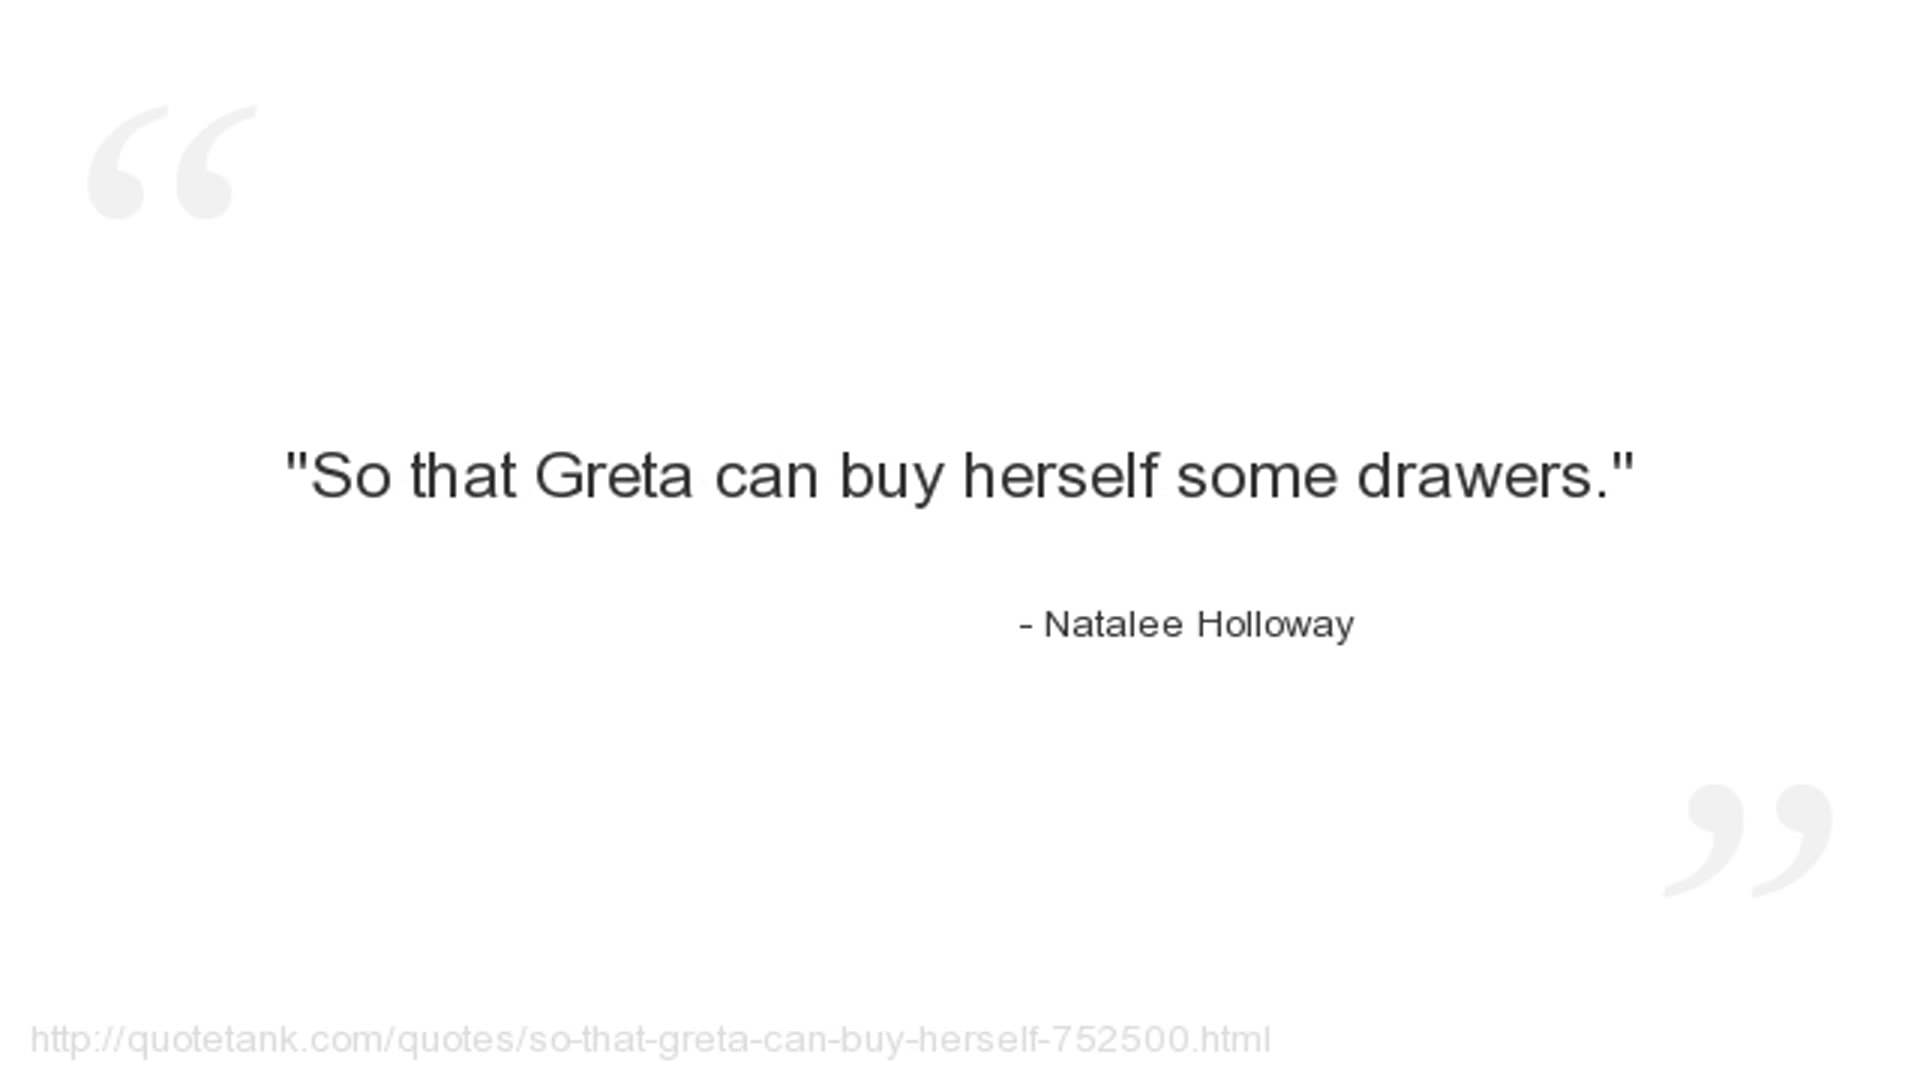 "So that Greta can buy herself some drawers."
- Natalee Holloway
http://quotetank.com/quotes/so-that-greta-can-buy-herself-752500.html